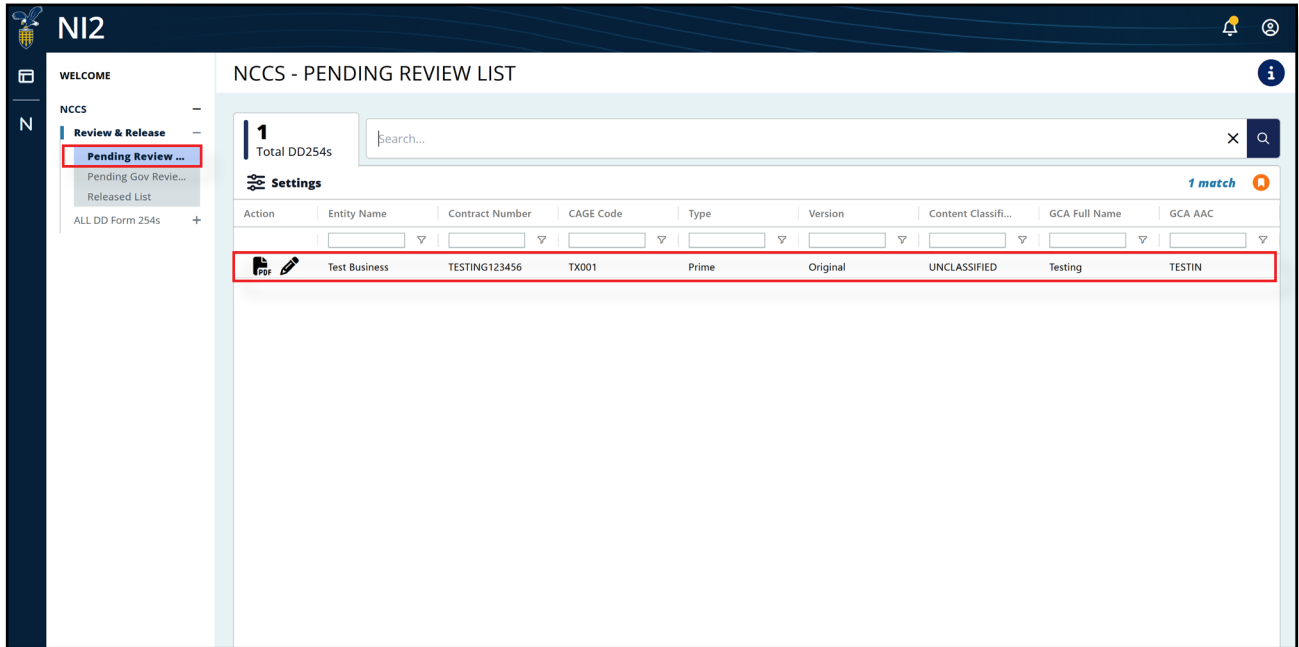 NI2
WELCOME
NCCS
Review & Release
Pending Review ...
Pending Gov Revie...
Released List
ALL DD Form 254s
N
NCCS - PENDING REVIEW LIST
i
1
Total DD254s
Search...
Settings
1 match
Action Entity Name Contract Number CAGE Code Type Version Content Classifi... GCA Full Name GCA AAC
PDF Test Business TESTING123456 TX001 Prime Original UNCLASSIFIED Testing TESTIN